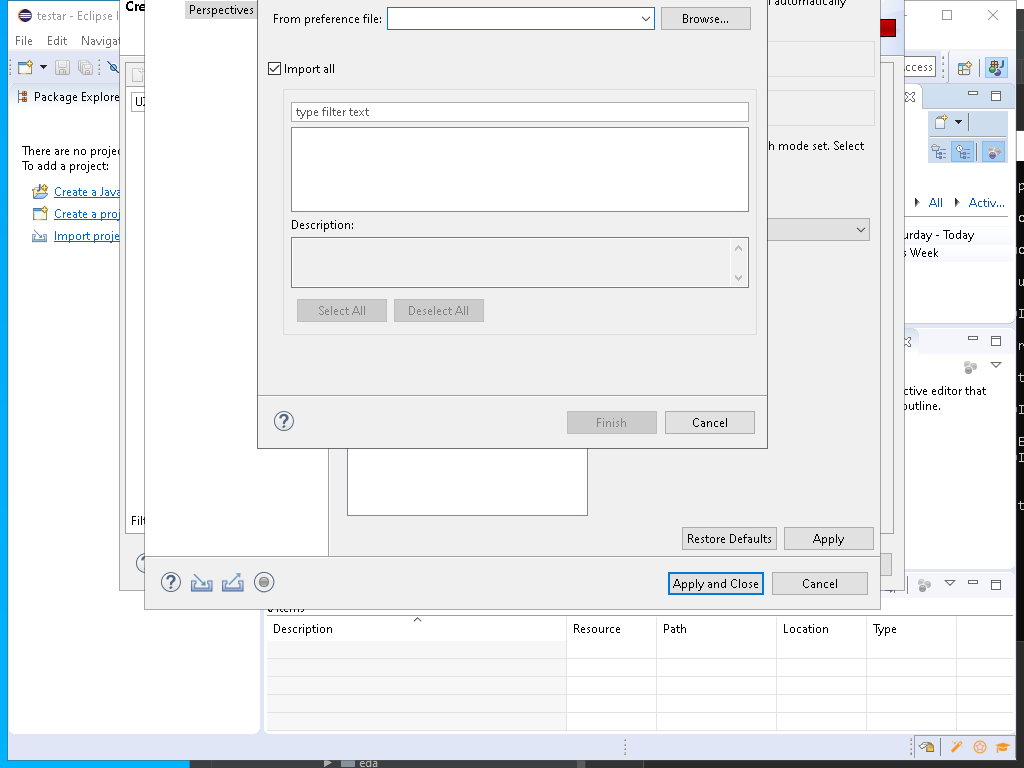 testar - Eclipse I
Cre
Perspectives
automatically
From preference file:
Browse...
File Edit Navigat
ccess
Import all
Package Explore
type filter text
There are no projec
To add a project:
h mode set. Select
Create a Java
Create a proj
Import proje
All
Activ...
Description:
urday - Today
s Week
Select All
Deselect All
ctive editor that
outline.
Finish
Cancel
Filt
Restore Defaults
Apply
Apply and Close
Cancel
Description
Resource
Path
Location
Type
eda